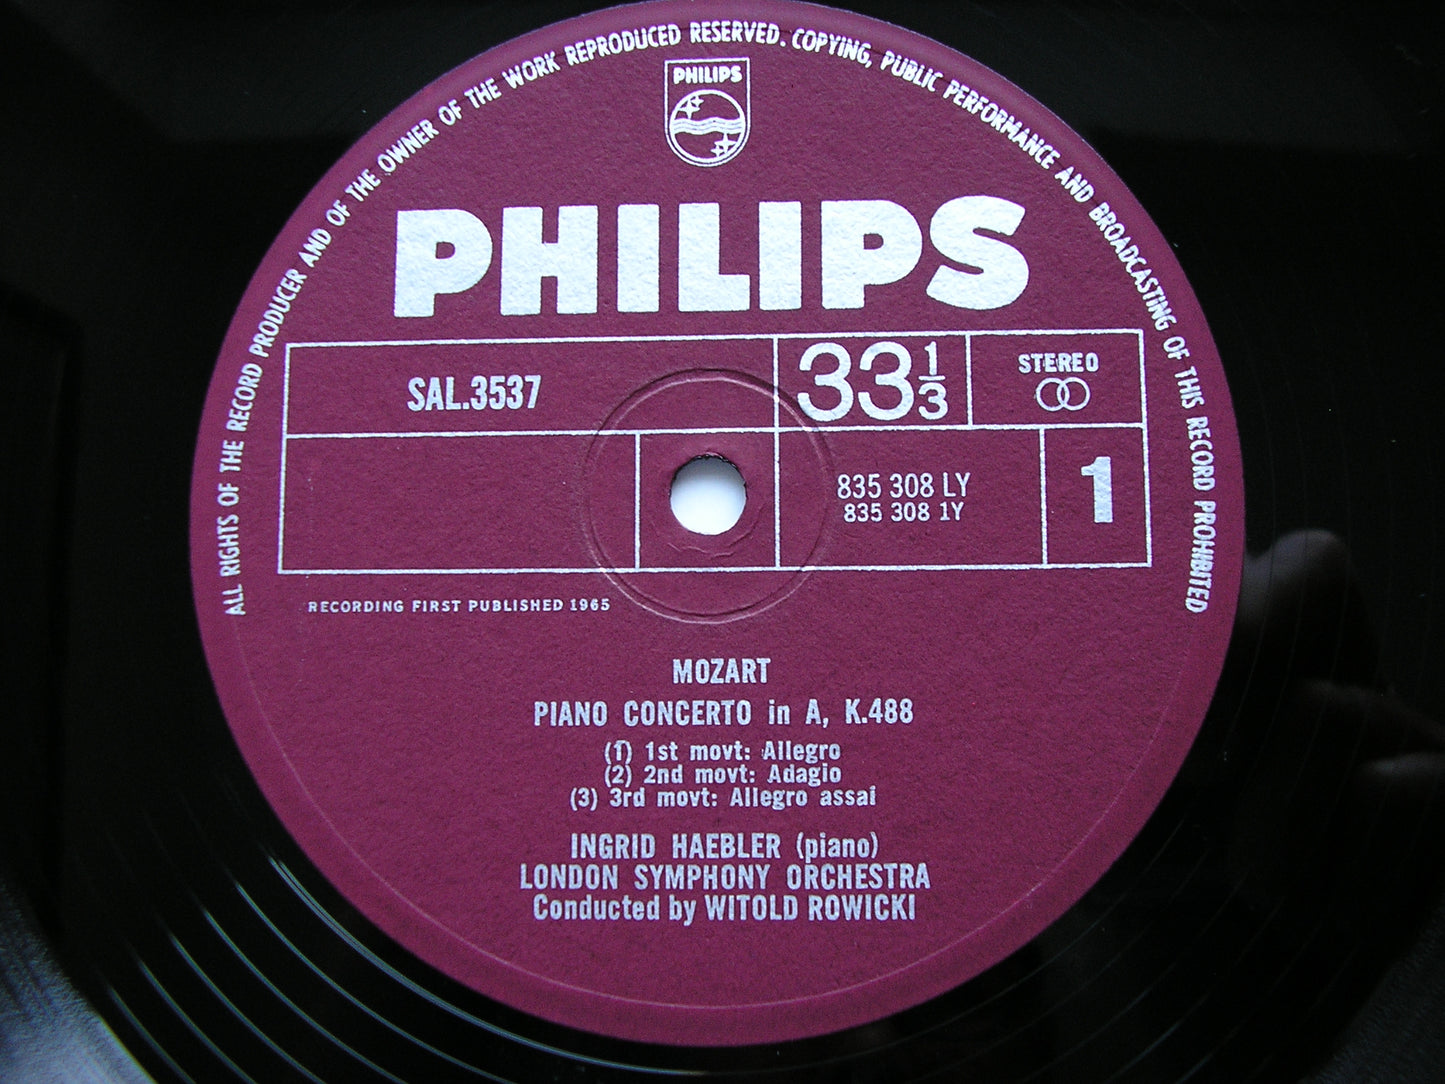 ALL RIGHTS OF THE RECORD PRODUCER AND OF THE OWNER OF THE WORK REPRODUCED RESERVED. COPYING, PUBLIC PERFORMANCE AND BROADCASTING OF THIS RECORD PROHIBITED
PHILIPS
PHILIPS
SAL.3537
33 1/3
STEREO
835 308 LY
835 308 1Y
1
RECORDING FIRST PUBLISHED 1965
MOZART
PIANO CONCERTO in A, K.488
(1) 1st movt: Allegro
(2) 2nd movt: Adagio
(3) 3rd movt: Allegro assai
INGRID HAEBLER (piano)
LONDON SYMPHONY ORCHESTRA
Conducted by WITOLD ROWICKI